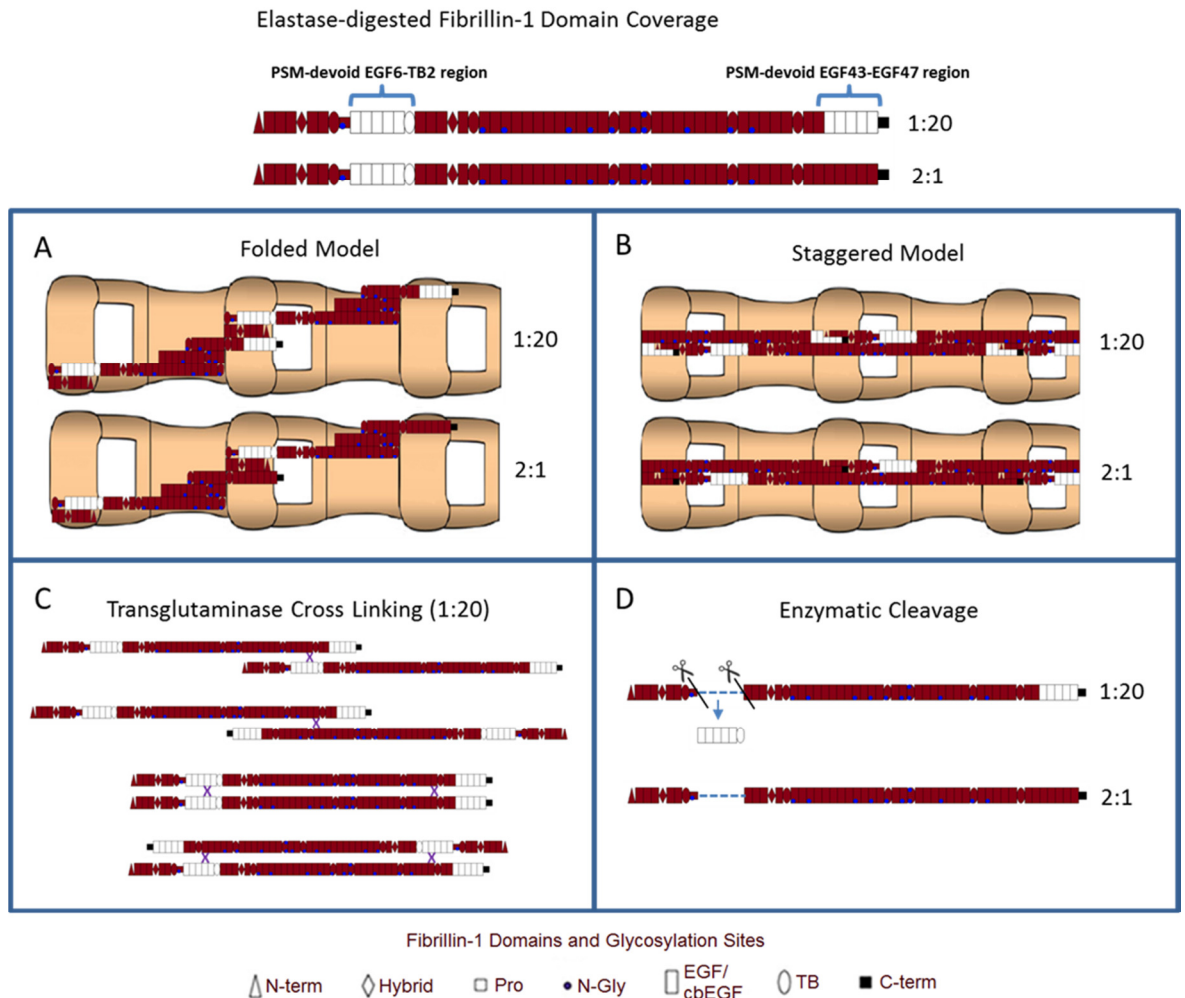 Elastase-digested Fibrillin-1 Domain Coverage
PSM-devoid EGF6-TB2 region
PSM-devoid EGF43-EGF47 region
1:20
2:1
A
Folded Model
1:20
2:1
B
Staggered Model
1:20
2:1
C
Transglutaminase Cross Linking (1:20)
X
X
X X
X X
D
Enzymatic Cleavage
1:20
2:1
Fibrillin-1 Domains and Glycosylation Sites
N-term
Hybrid
Pro
N-Gly
EGF/
cbEGF
TB
C-term